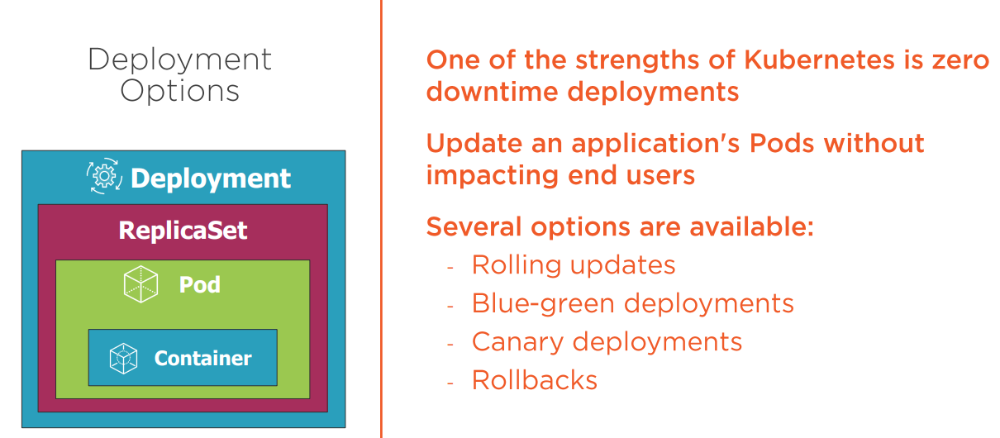 Deployment
Options
Deployment
ReplicaSet
Pod
Container
One of the strengths of Kubernetes is zero
downtime deployments
Update an application's Pods without
impacting end users
Several options are available:
- Rolling updates
- Blue-green deployments
- Canary deployments
- Rollbacks